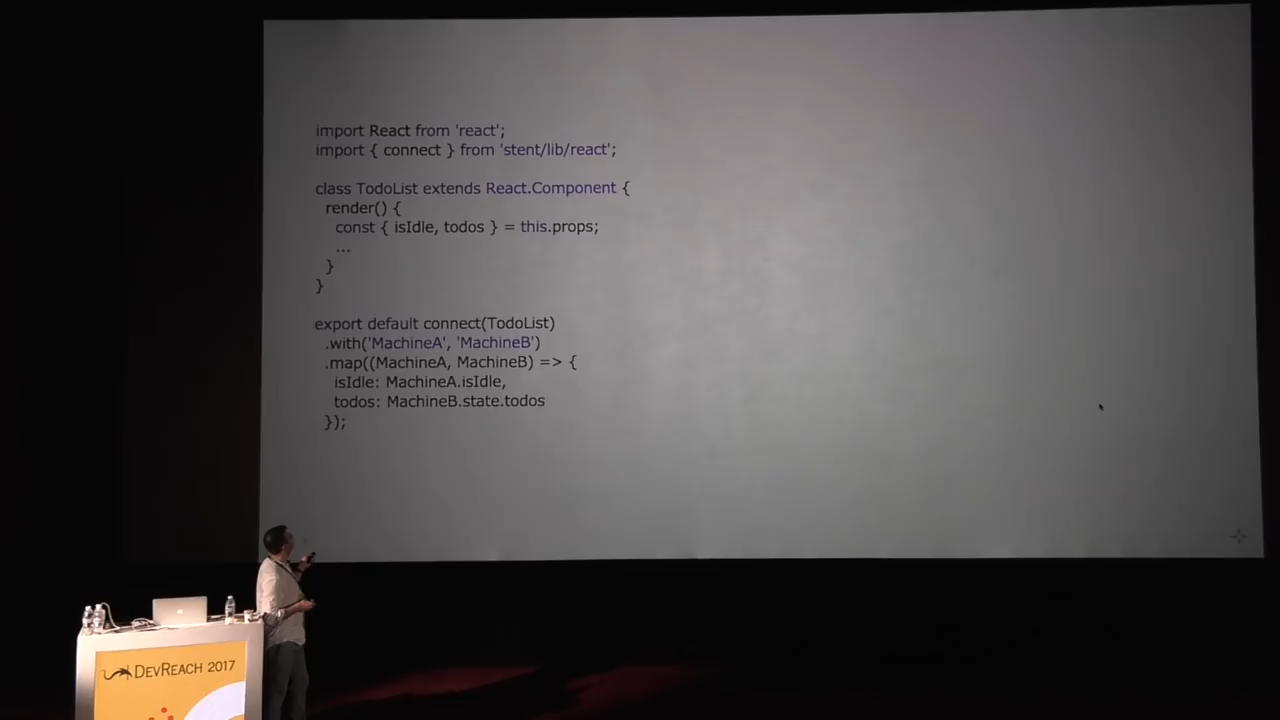 import React from 'react';
import { connect } from 'stent/lib/react';
class TodoList extends React.Component {
render() {
const { isIdle, todos } = this.props;
...
}
}
export default connect(TodoList)
.with('MachineA', 'MachineB')
.map((MachineA, MachineB) => {
isIdle: MachineA.isIdle,
todos: MachineB.state.todos
});
DEVREACH 2017